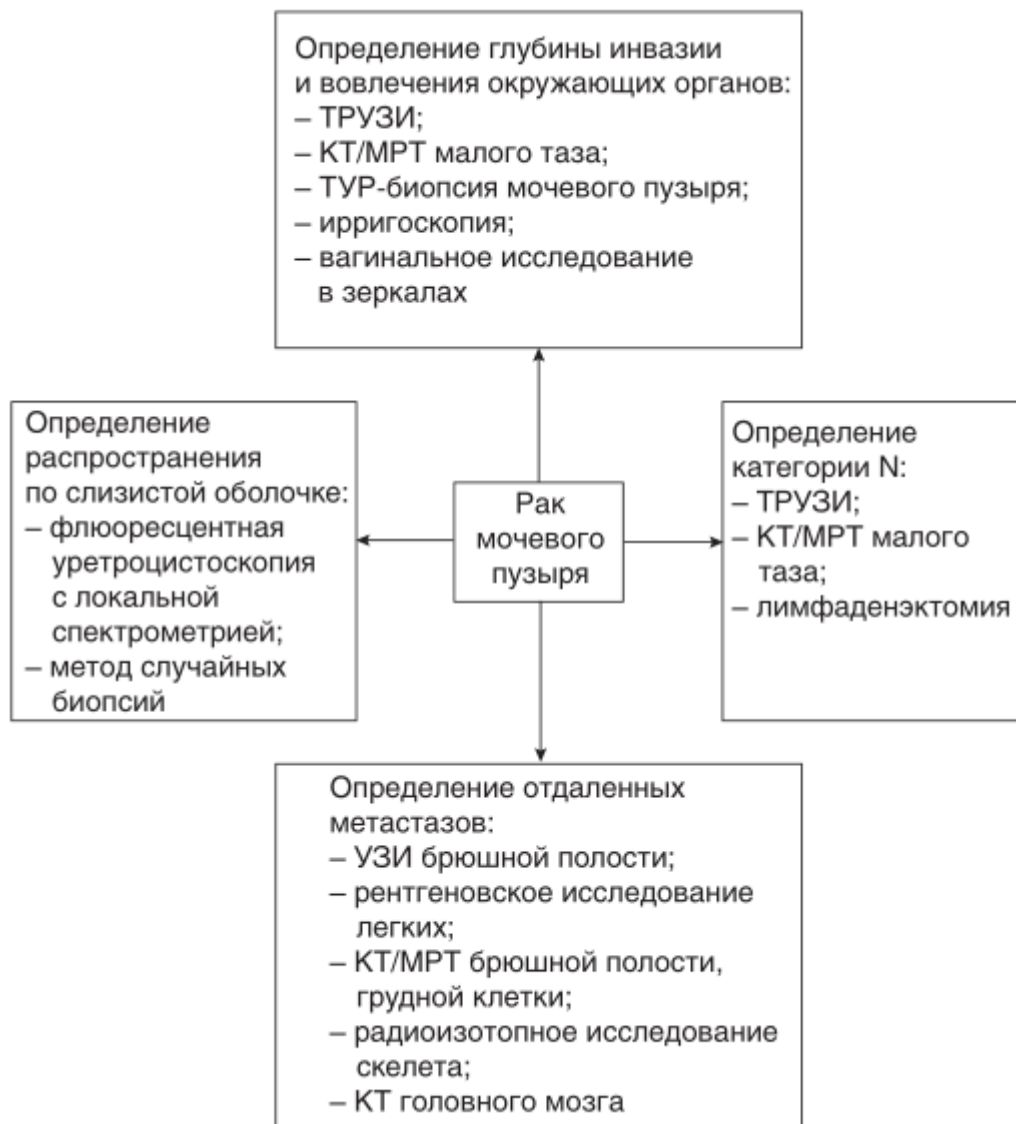 Определение глубины инвазии
и вовлечения окружающих органов:
– ТРУЗИ;
– КТ/МРТ малого таза;
– ТУР-биопсия мочевого пузыря;
– ирригоскопия;
– вагинальное исследование
в зеркалах
Определение
распространения
по слизистой оболочке:
– флюоресцентная
уретроцистоскопия
с локальной
спектрометрией;
– метод случайных
биопсий
Рак
мочевого
пузыря
Определение
категории N:
– ТРУЗИ;
– КТ/МРТ малого
таза;
– лимфаденэктомия
Определение отдаленных
метастазов:
– УЗИ брюшной полости;
– рентгеновское исследование
легких;
– КТ/МРТ брюшной полости,
грудной клетки;
– радиоизотопное исследование
скелета;
– КТ головного мозга